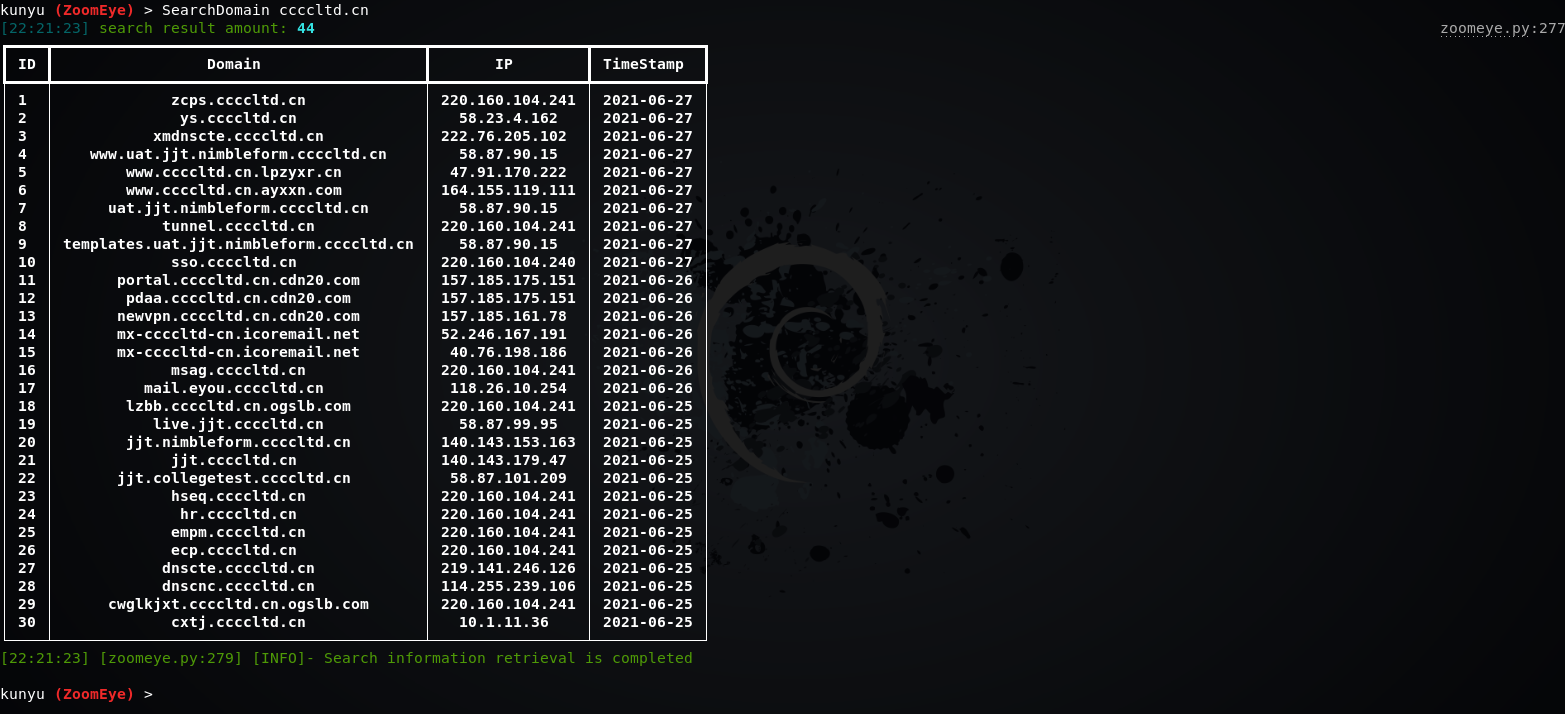 kunyu (ZoomEye) > SearchDomain ccccltd.cn
[22:21:23] search result amount: 44 zoomeye.py:277
ID Domain IP TimeStamp
1 zcps.ccccltd.cn 220.160.104.241 2021-06-27
2 ys.ccccltd.cn 58.23.4.162 2021-06-27
3 xmdnscte.ccccltd.cn 222.76.205.102 2021-06-27
4 www.uat.jjt.nimbleform.ccccltd.cn 58.87.90.15 2021-06-27
5 www.ccccltd.cn.lpzyxr.cn 47.91.170.222 2021-06-27
6 www.ccccltd.cn.ayxxn.com 164.155.119.111 2021-06-27
7 uat.jjt.nimbleform.ccccltd.cn 58.87.90.15 2021-06-27
8 tunnel.ccccltd.cn 220.160.104.241 2021-06-27
9 templates.uat.jjt.nimbleform.ccccltd.cn 58.87.90.15 2021-06-27
10 sso.ccccltd.cn 220.160.104.240 2021-06-27
11 portal.ccccltd.cn.cdn20.com 157.185.175.151 2021-06-26
12 pdaa.ccccltd.cn.cdn20.com 157.185.175.151 2021-06-26
13 newvpn.ccccltd.cn.cdn20.com 157.185.161.78 2021-06-26
14 mx-ccccltd-cn.icoremail.net 52.246.167.191 2021-06-26
15 mx-ccccltd-cn.icoremail.net 40.76.198.186 2021-06-26
16 msag.ccccltd.cn 220.160.104.241 2021-06-26
17 mail.eyou.ccccltd.cn 118.26.10.254 2021-06-26
18 lzbb.ccccltd.cn.ogslb.com 220.160.104.241 2021-06-25
19 live.jjt.ccccltd.cn 58.87.99.95 2021-06-25
20 jjt.nimbleform.ccccltd.cn 140.143.153.163 2021-06-25
21 jjt.ccccltd.cn 140.143.179.47 2021-06-25
22 jjt.collegetest.ccccltd.cn 58.87.101.209 2021-06-25
23 hseq.ccccltd.cn 220.160.104.241 2021-06-25
24 hr.ccccltd.cn 220.160.104.241 2021-06-25
25 empm.ccccltd.cn 220.160.104.241 2021-06-25
26 ecp.ccccltd.cn 220.160.104.241 2021-06-25
27 dnscte.ccccltd.cn 219.141.246.126 2021-06-25
28 dnscnc.ccccltd.cn 114.255.239.106 2021-06-25
29 cwglkjxt.ccccltd.cn.ogslb.com 220.160.104.241 2021-06-25
30 cxtj.ccccltd.cn 10.1.11.36 2021-06-25
[22:21:23] [zoomeye.py:279] [INFO]- Search information retrieval is completed
kunyu (ZoomEye) >